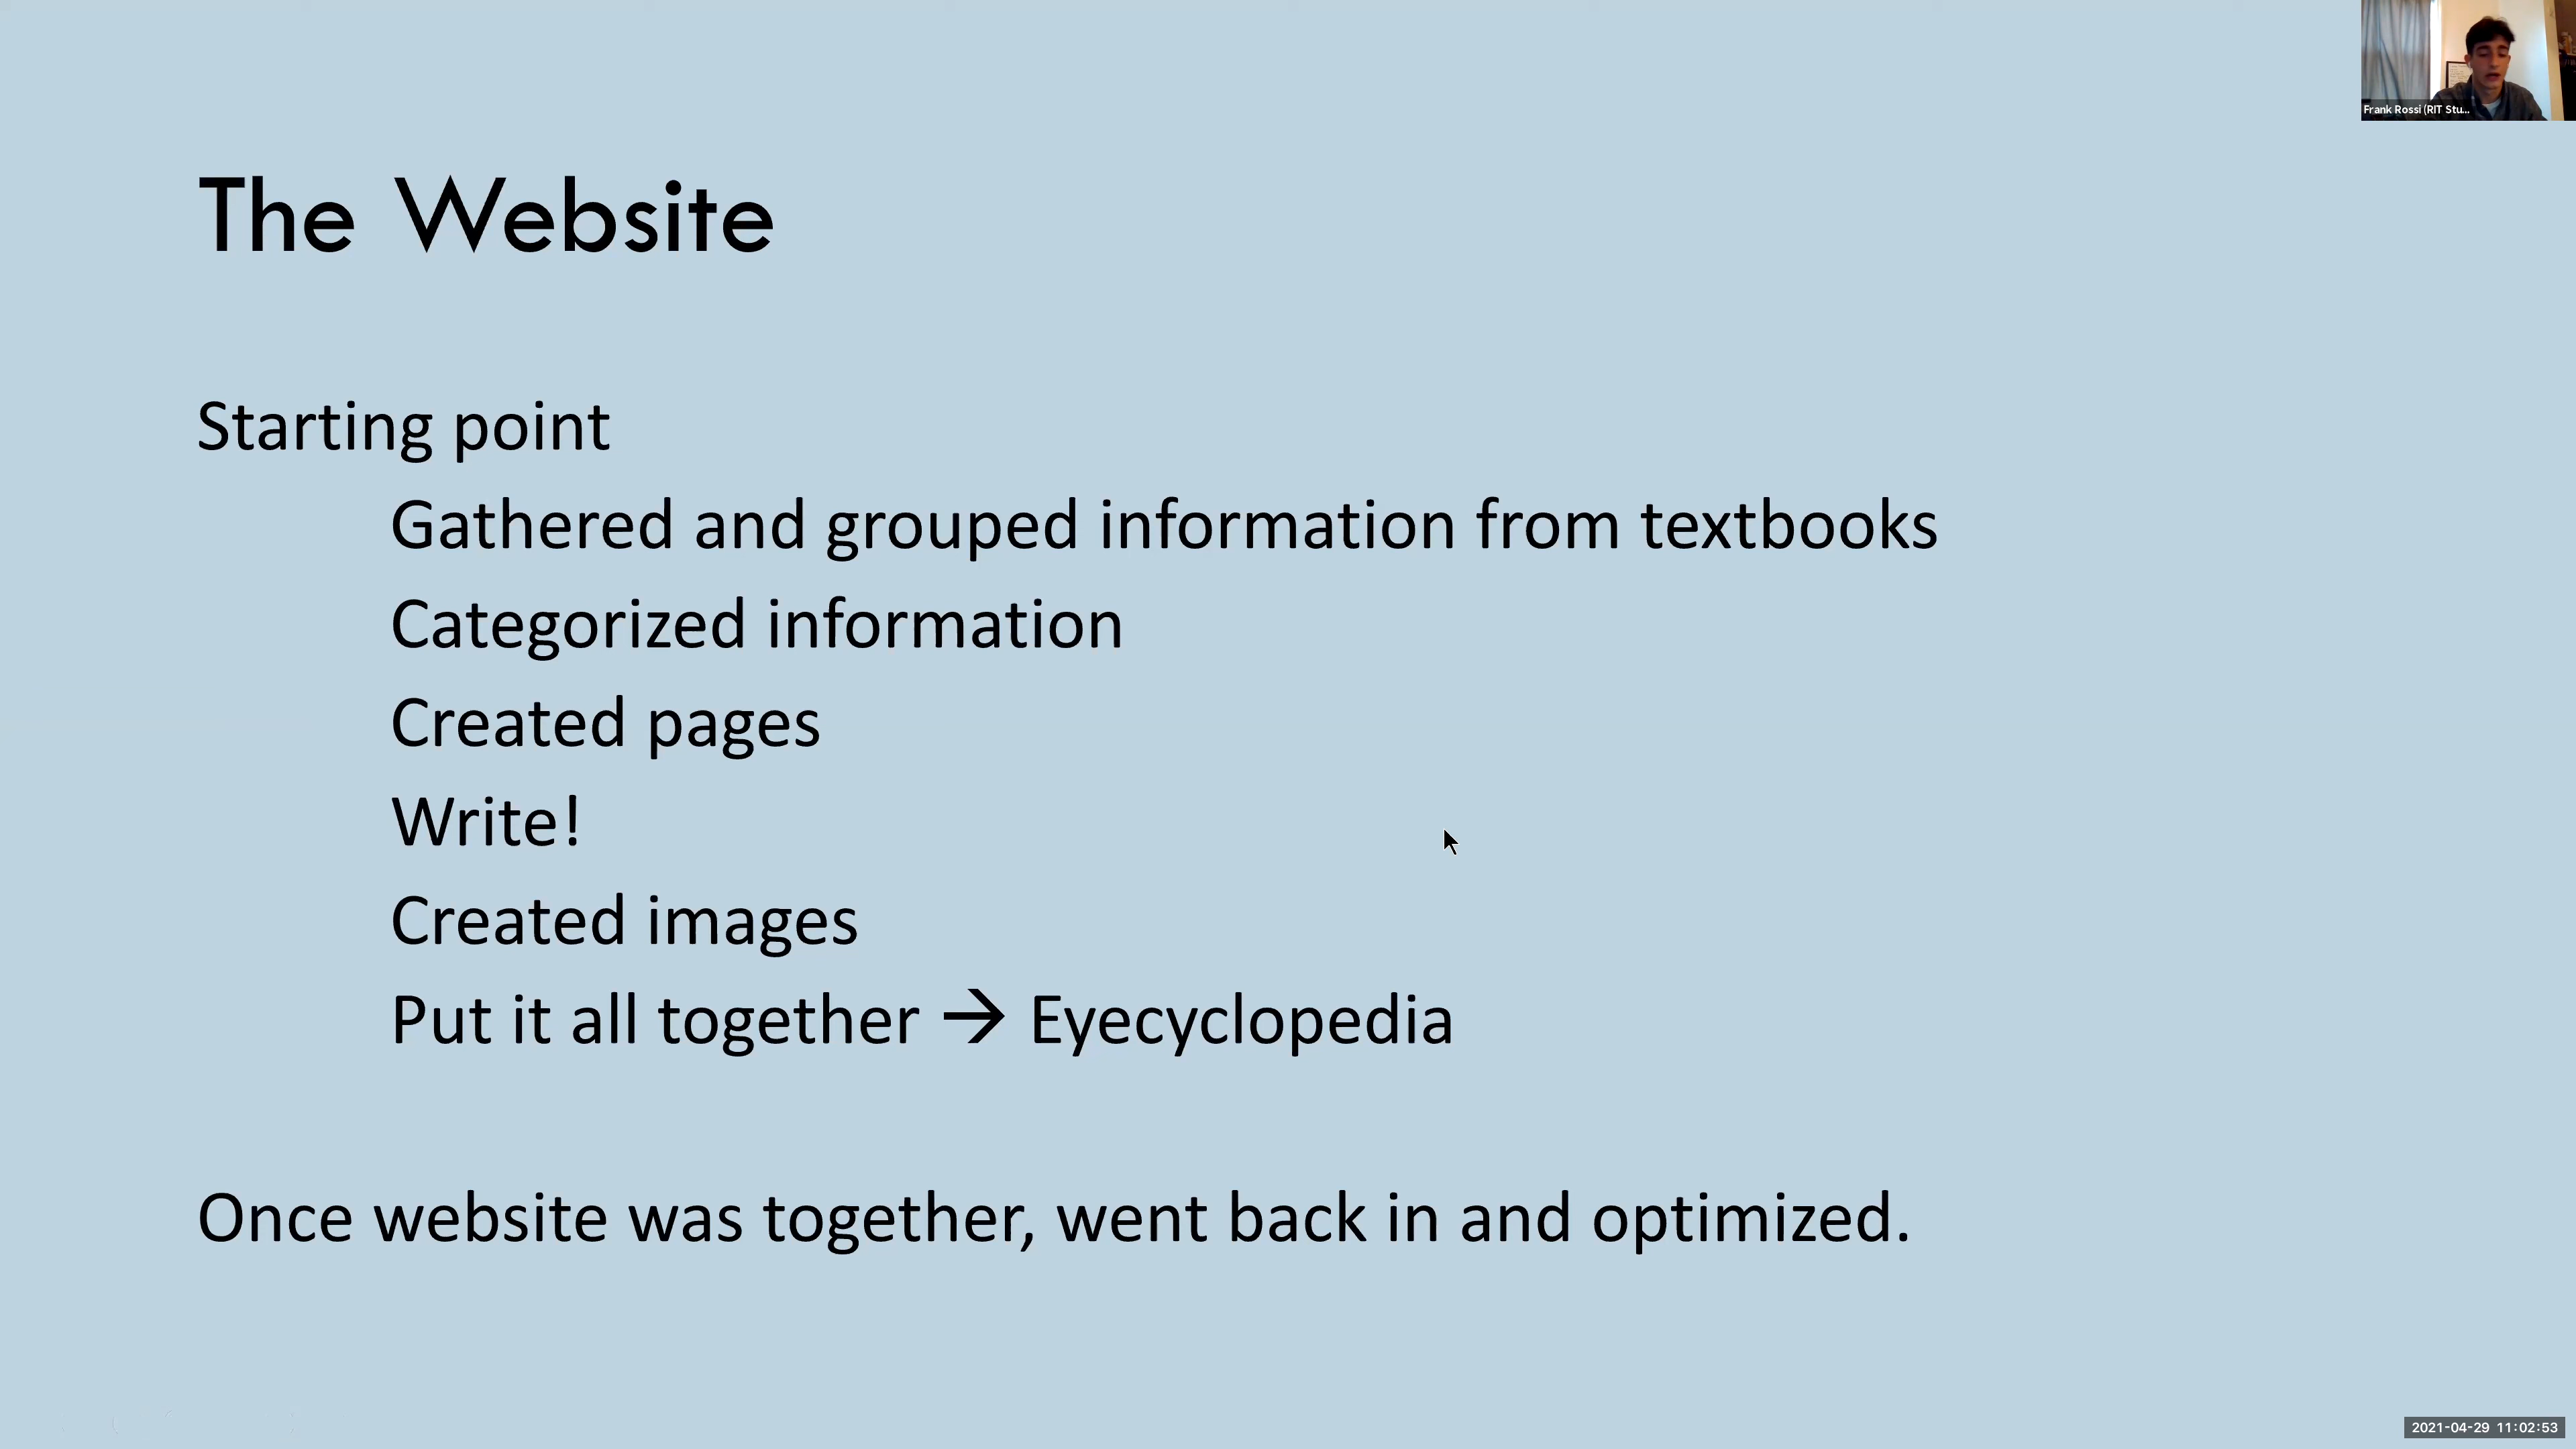 Frank Rossi (RIT Stu...
The Website
Starting point
Gathered and grouped information from textbooks
Categorized information
Created pages
Write!
Created images
Put it all together → Eyecyclopedia
Once website was together, went back in and optimized.
2021-04-29 11:02:53